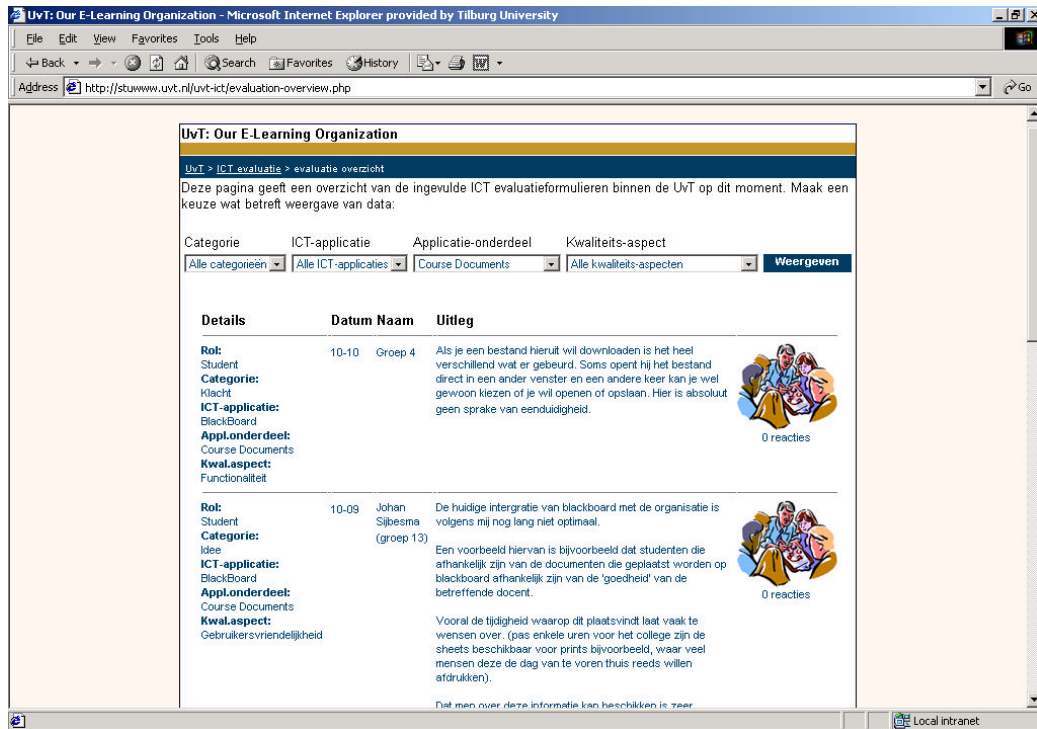 UvT: Our E-Learning Organization - Microsoft Internet Explorer provided by Tilburg University
File Edit View Favorites Tools Help
Back Search Favorites History
Address http://stuwww.uvt.nl/uvt-ict/evaluation-overview.php Go
UvT: Our E-Learning Organization
UvT > ICT evaluatie > evaluatie overzicht
Deze pagina geeft een overzicht van de ingevulde ICT evaluatieformulieren binnen de UvT op dit moment. Maak een
keuze wat betreft weergave van data:
Categorie ICT-applicatie Applicatie-onderdeel Kwaliteits-aspect
Alle categorieën Alle ICT-applicaties Course Documents Alle kwaliteits-aspecten Weergeven
Details Datum Naam Uitleg
Rol:
Student
Categorie:
Klacht
ICT-applicatie:
BlackBoard
Appl.onderdeel:
Course Documents
Kwal.aspect:
Functionaliteit
10-10
Groep 4
Als je een bestand hieruit wil downloaden is het heel
verschillend wat er gebeurd. Soms opent hij het bestand
direct in een ander venster en een andere keer kan je wel
gewoon kiezen of je wil openen of opslaan. Hier is absoluut
geen sprake van eenduidigheid.
0 reacties
Rol:
Student
Categorie:
Idee
ICT-applicatie:
BlackBoard
Appl.onderdeel:
Course Documents
Kwal.aspect:
Gebruikersvriendelijkheid
10-09
Johan
Sijbesma
(groep 13)
De huidige intergratie van blackboard met de organisatie is
volgens mij nog lang niet optimaal.
Een voorbeeld hiervan is bijvoorbeeld dat studenten die
afhankelijk zijn van de documenten die geplaatst worden op
blackboard afhankelijk zijn van de 'goedheid' van de
betreffende docent.
Vooral de tijdigheid waarop dit plaatsvindt laat vaak te
wensen over. (pas enkele uren voor het college zijn de
sheets beschikbaar voor prints bijvoorbeeld, waar veel
mensen deze de dag van te voren thuis reeds willen
afdrukken).
Dat men over deze informatie kan beschikken is zeer
0 reacties
Local intranet